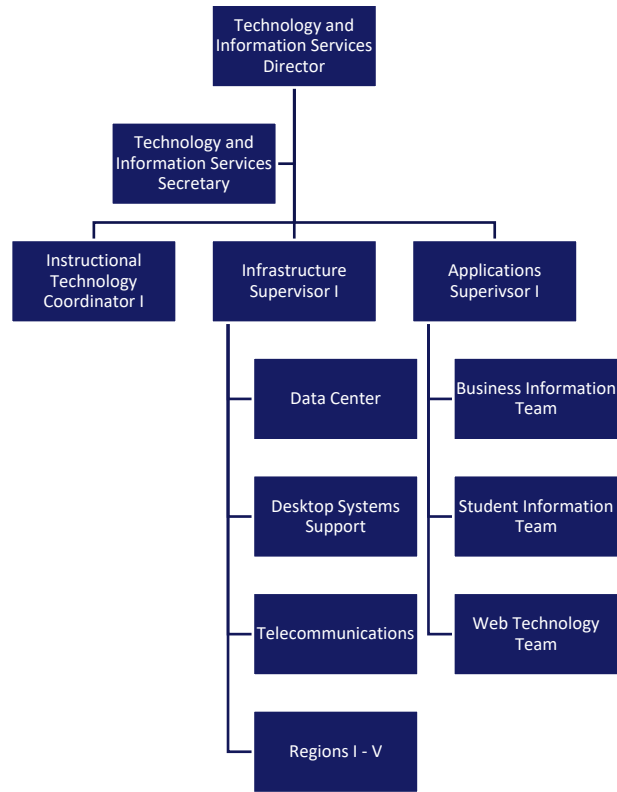 Technology and
Information Services
Director
Technology and
Information Services
Secretary
Instructional
Technology
Coordinator I
Infrastructure
Supervisor I
Applications
Superivsor I
Data Center
Business Information
Team
Desktop Systems
Support
Student Information
Team
Telecommunications
Web Technology
Team
Regions I - V